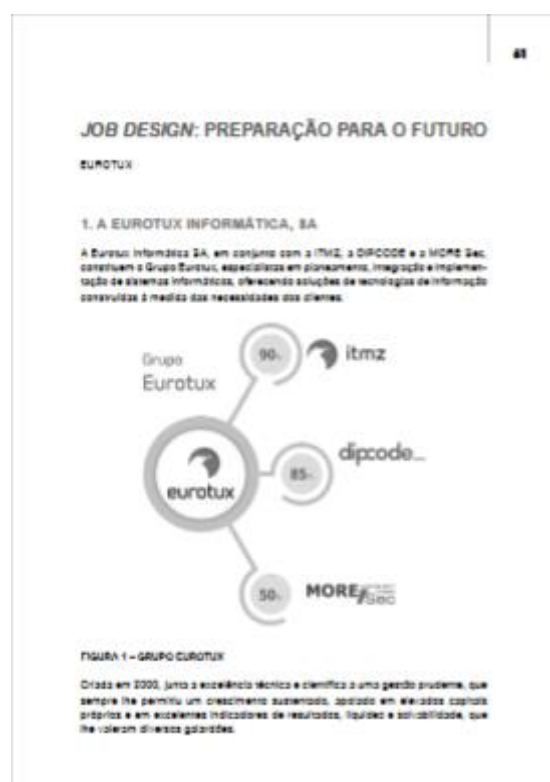 61
JOB DESIGN: PREPARAÇÃO PARA O FUTURO
EUROTUX
1. A EUROTUX INFORMÁTICA, SA
A Eurotux Informática SA, em conjunto com a ITMZ, a DIPCODE e a MORE Sec,
constituem o Grupo Eurotux, especialistas em planeamento, integração e implemen-
tação de sistemas informáticos, oferecendo soluções de tecnologias de informação
construídas à medida das necessidades dos clientes.
Grupo
Eurotux
90%
itmz
eurotux
85%
dipcode_
50%
MORE/Sec
FIGURA 1 – GRUPO EUROTUX
Criada em 2000, junta a excelência técnica e científica a uma gestão prudente, que
sempre lhe permitiu um crescimento sustentado, apoiado em elevados capitais
próprios e em excelentes indicadores de resultados, liquidez e solvabilidade, que
lhe valeram diversos galardões.